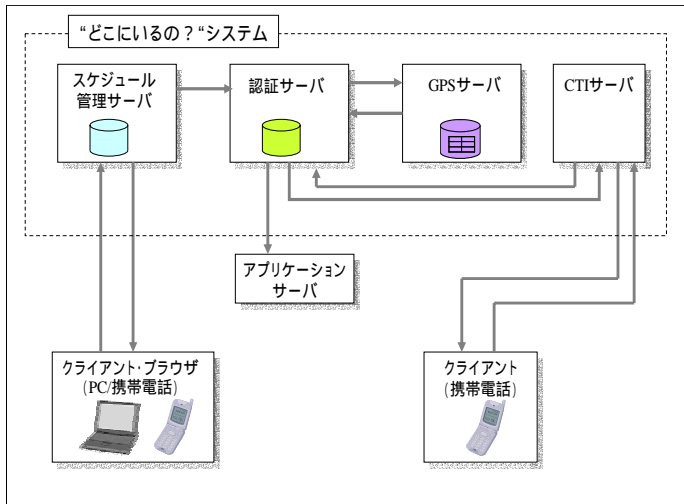 “どこにいるの？“システム
スケジュール
管理サーバ
認証サーバ
GPSサーバ
CTIサーバ
アプリケーション
サーバ
クライアント・ブラウザ
(PC/携帯電話)
クライアント
(携帯電話)